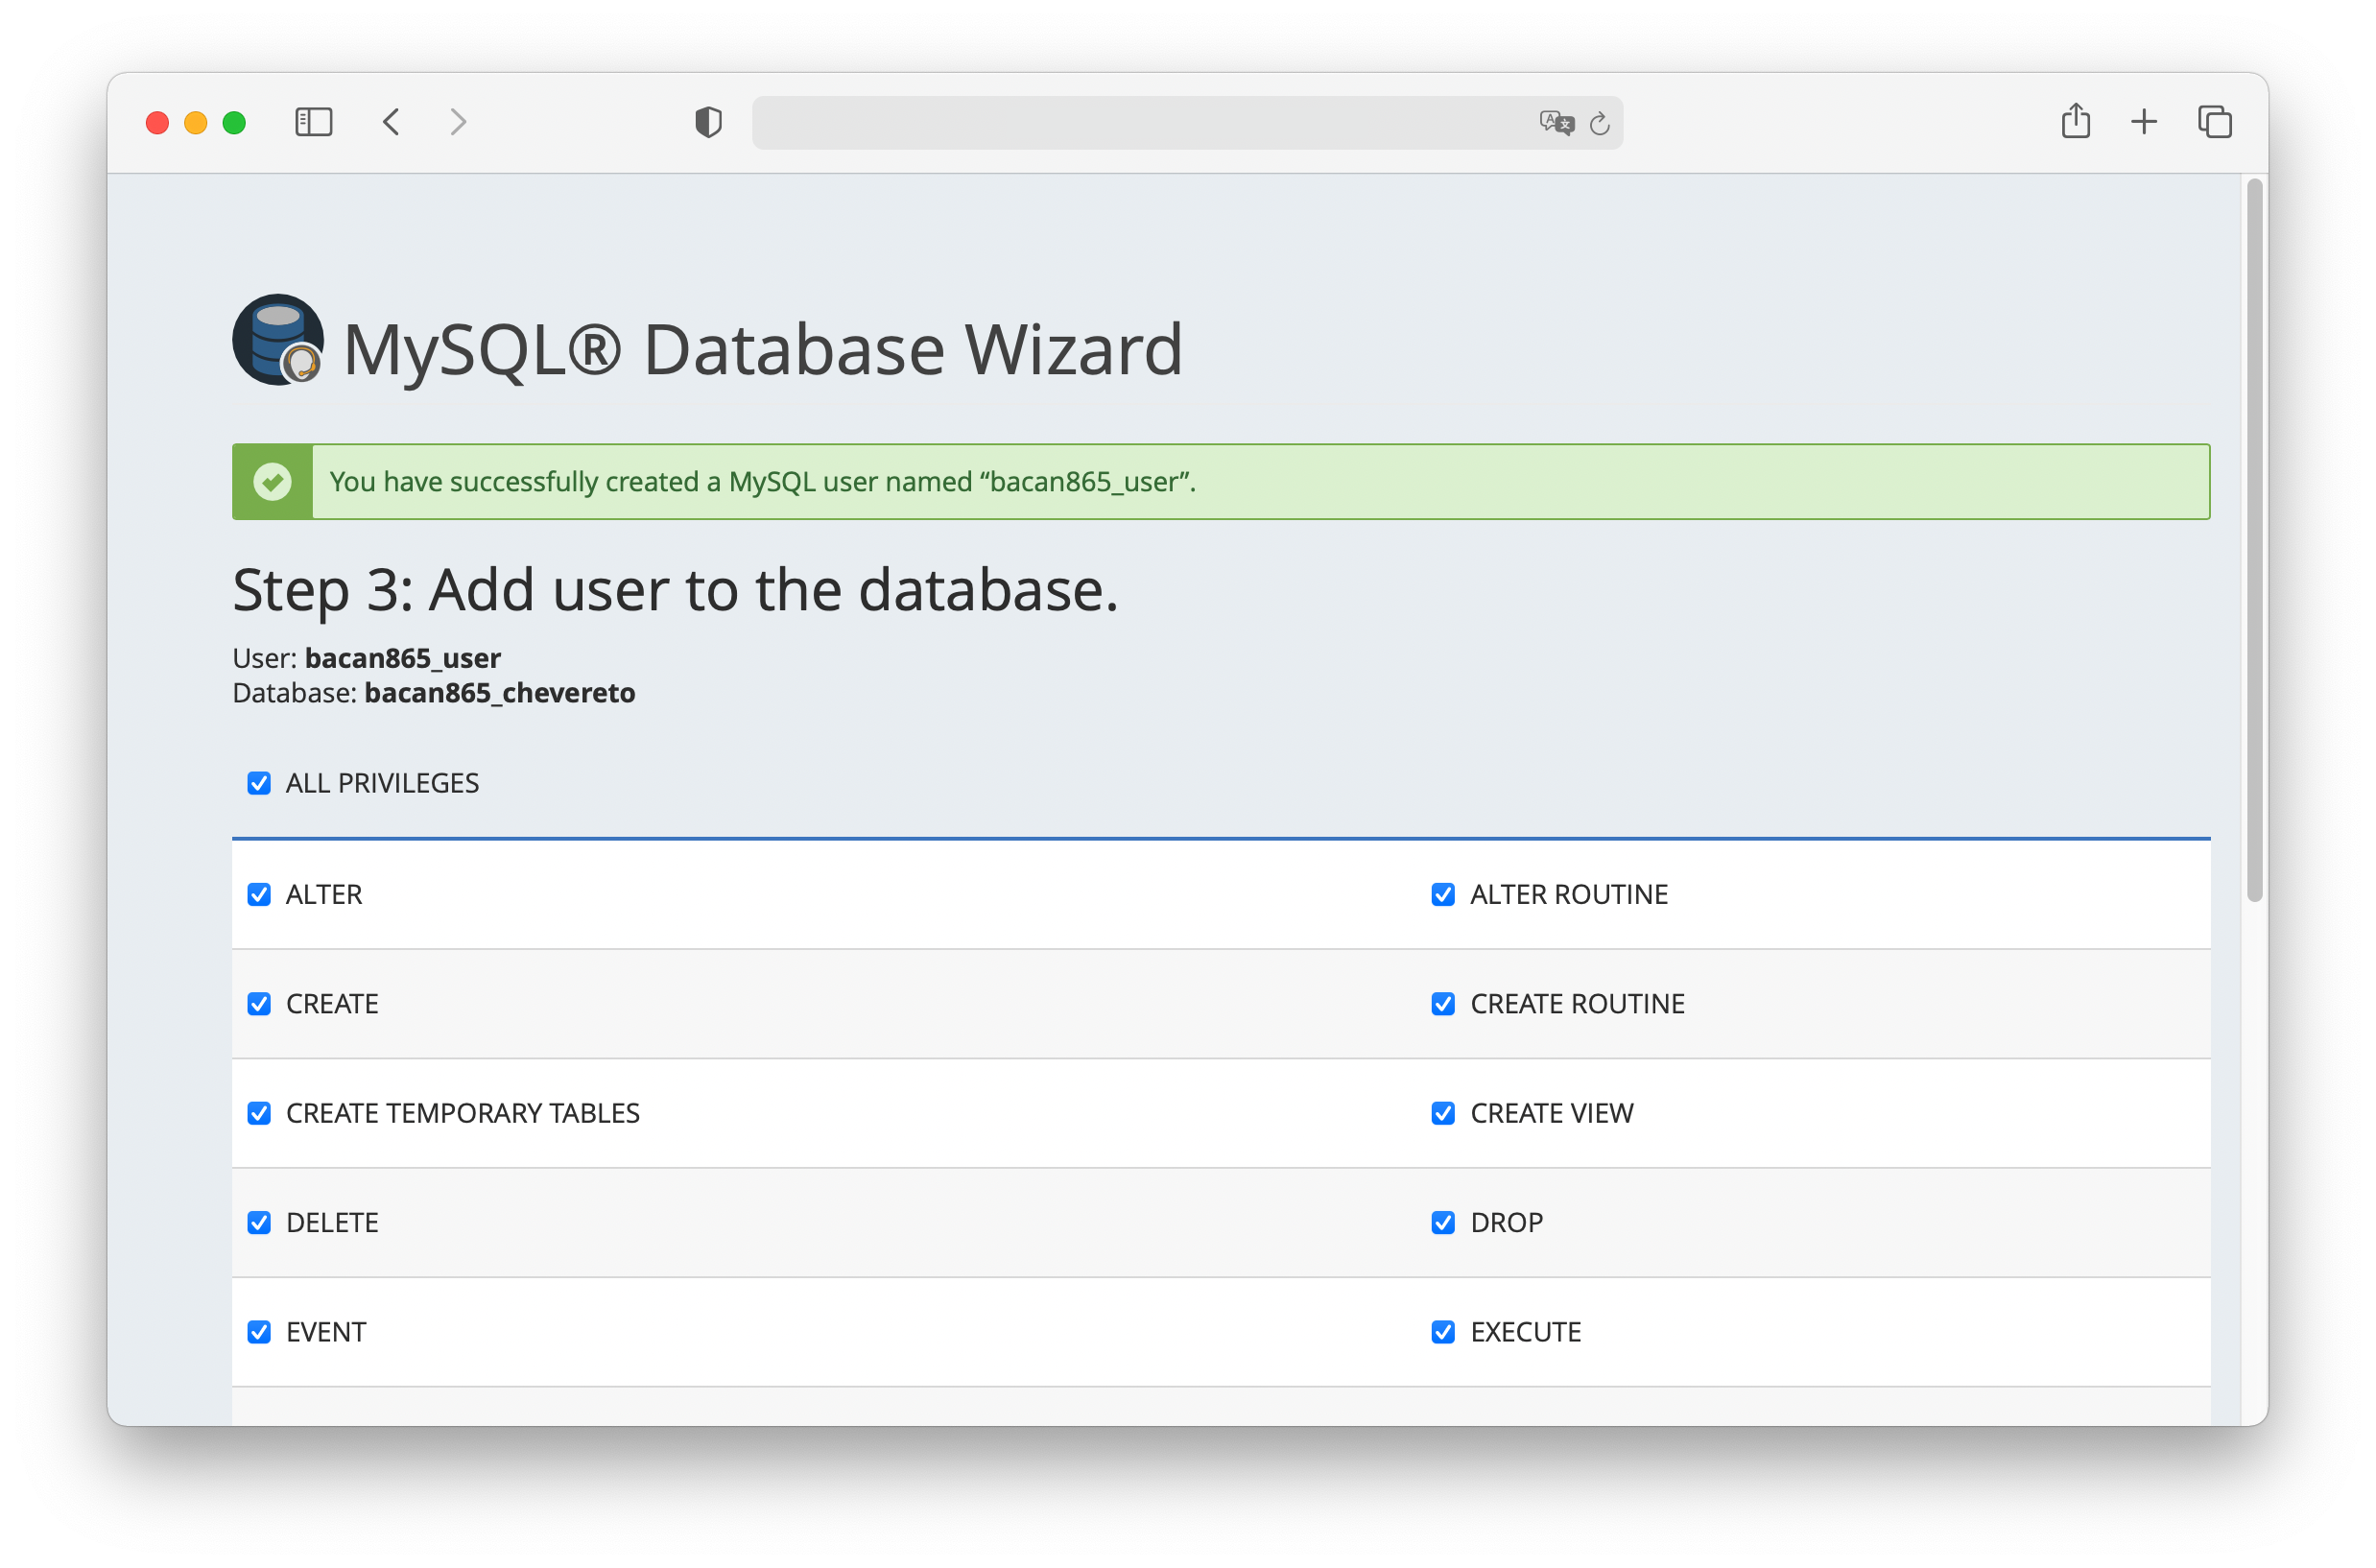 MySQL® Database Wizard
You have successfully created a MySQL user named “bacan865_user”.
Step 3: Add user to the database.
User: bacan865_user
Database: bacan865_chevereto
ALL PRIVILEGES
ALTER
ALTER ROUTINE
CREATE
CREATE ROUTINE
CREATE TEMPORARY TABLES
CREATE VIEW
DELETE
DROP
EVENT
EXECUTE